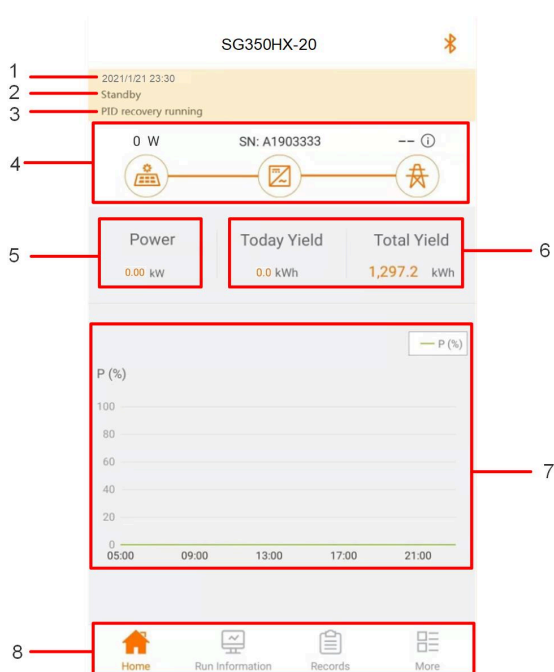 SG350HX-20
1 2021/1/21 23:30
2 Standby
3 PID recovery running
4 0 W SN: A1903333 -- ⓘ
Power Today Yield Total Yield
5 6
0.00 kW 0.0 kWh 1,297.2 kWh
P (%)
P (%)
100
80
60
40
7
20
0
05:00 09:00 13:00 17:00 21:00
8
Home Run Information Records More